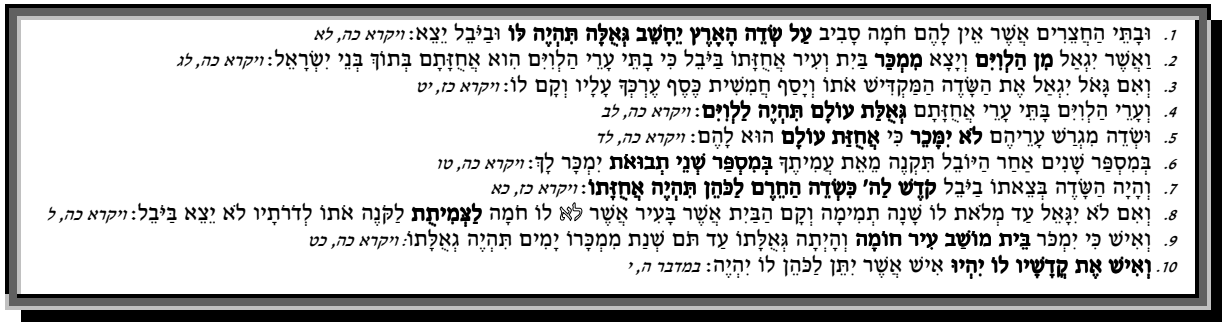 1. וּבָתֵּי הַחֲצֵרִים אֲשֶׁר אֵין לָהֶם חֹמָה סָבִיב עַל שְׂדֵה הָאָרֶץ יֵחָשֵׁב גְּאֻלָּה תִּהְיֶה לּוֹ וּבַיֹּבֵל יֵצֵא: ויקרא כה, לא
2. וַאֲשֶׁר יִגְאַל מִן הַלְוִיִּם וְיָצָא מִמְכַּר בַּיִת וְעִיר אֲחֻזָּתוֹ בַּיֹּבֵל כִּי בָתֵּי עָרֵי הַלְוִיִּם הִוא אֲחֻזָּתָם בְּתוֹךְ בְּנֵי יִשְׂרָאֵל: ויקרא כה, לג
3. וְאִם גָּאֹל יִגְאַל אֶת הַשָּׂדֶה הַמַּקְדִּישׁ אֹתוֹ וְיָסַף חֲמִשִׁית כֶּסֶף עֶרְכְּךָ עָלָיו וְקָם לוֹ: ויקרא כז, יט
4. וְעָרֵי הַלְוִיִּם בָּתֵּי עָרֵי אֲחֻזָּתָם גְּאֻלַּת עוֹלָם תִּהְיֶה לַלְוִיִּם: ויקרא כה, לב
5. וּשְׂדֵה מִגְרַשׁ עָרֵיהֶם לֹא יִמָּכֵר כִּי אֲחֻזַּת עוֹלָם הוּא לָהֶם: ויקרא כה, לד
6. בְּמִסְפַּר שָׁנִים אַחַר הַיּוֹבֵל תִּקְנֶה מֵאֵת עֲמִיתֶךָ בְּמִסְפַּר שְׁנֵי תְבוּאֹת יִמְכָּר לָךְ: ויקרא כה, טו
7. וְהָיָה הַשָּׂדֶה בְּצֵאתוֹ בַיֹּבֵל קֹדֶשׁ לַה' כִּשְׂדֵה הַחֵרֶם לַכֹּהֵן תִּהְיֶה אֲחֻזָּתוֹ: ויקרא כז, כא
8. וְאִם לֹא יִגָּאֵל עַד מְלֹאת לוֹ שָׁנָה תְמִימָה וְקָם הַבַּיִת אֲשֶׁר בָּעִיר אֲשֶׁר לֹא לוֹ חֹמָה לַצְּמִיתֻת לַקֹּנֶה אֹתוֹ לְדֹרֹתָיו לֹא יֵצֵא בַּיֹּבֵל: ויקרא כה, ל
9. וְאִישׁ כִּי יִמְכֹּר בֵּית מוֹשַׁב עִיר חוֹמָה וְהָיְתָה גְּאֻלָּתוֹ עַד תֹּם שְׁנַת מִמְכָּרוֹ יָמִים תִּהְיֶה גְאֻלָּתוֹ: ויקרא כה, כט
10. וְאִישׁ אֶת קֳדָשָׁיו לוֹ יִהְיוּ אִישׁ אֲשֶׁר יִתֵּן לַכֹּהֵן לוֹ יִהְיֶה: במדבר ה, י